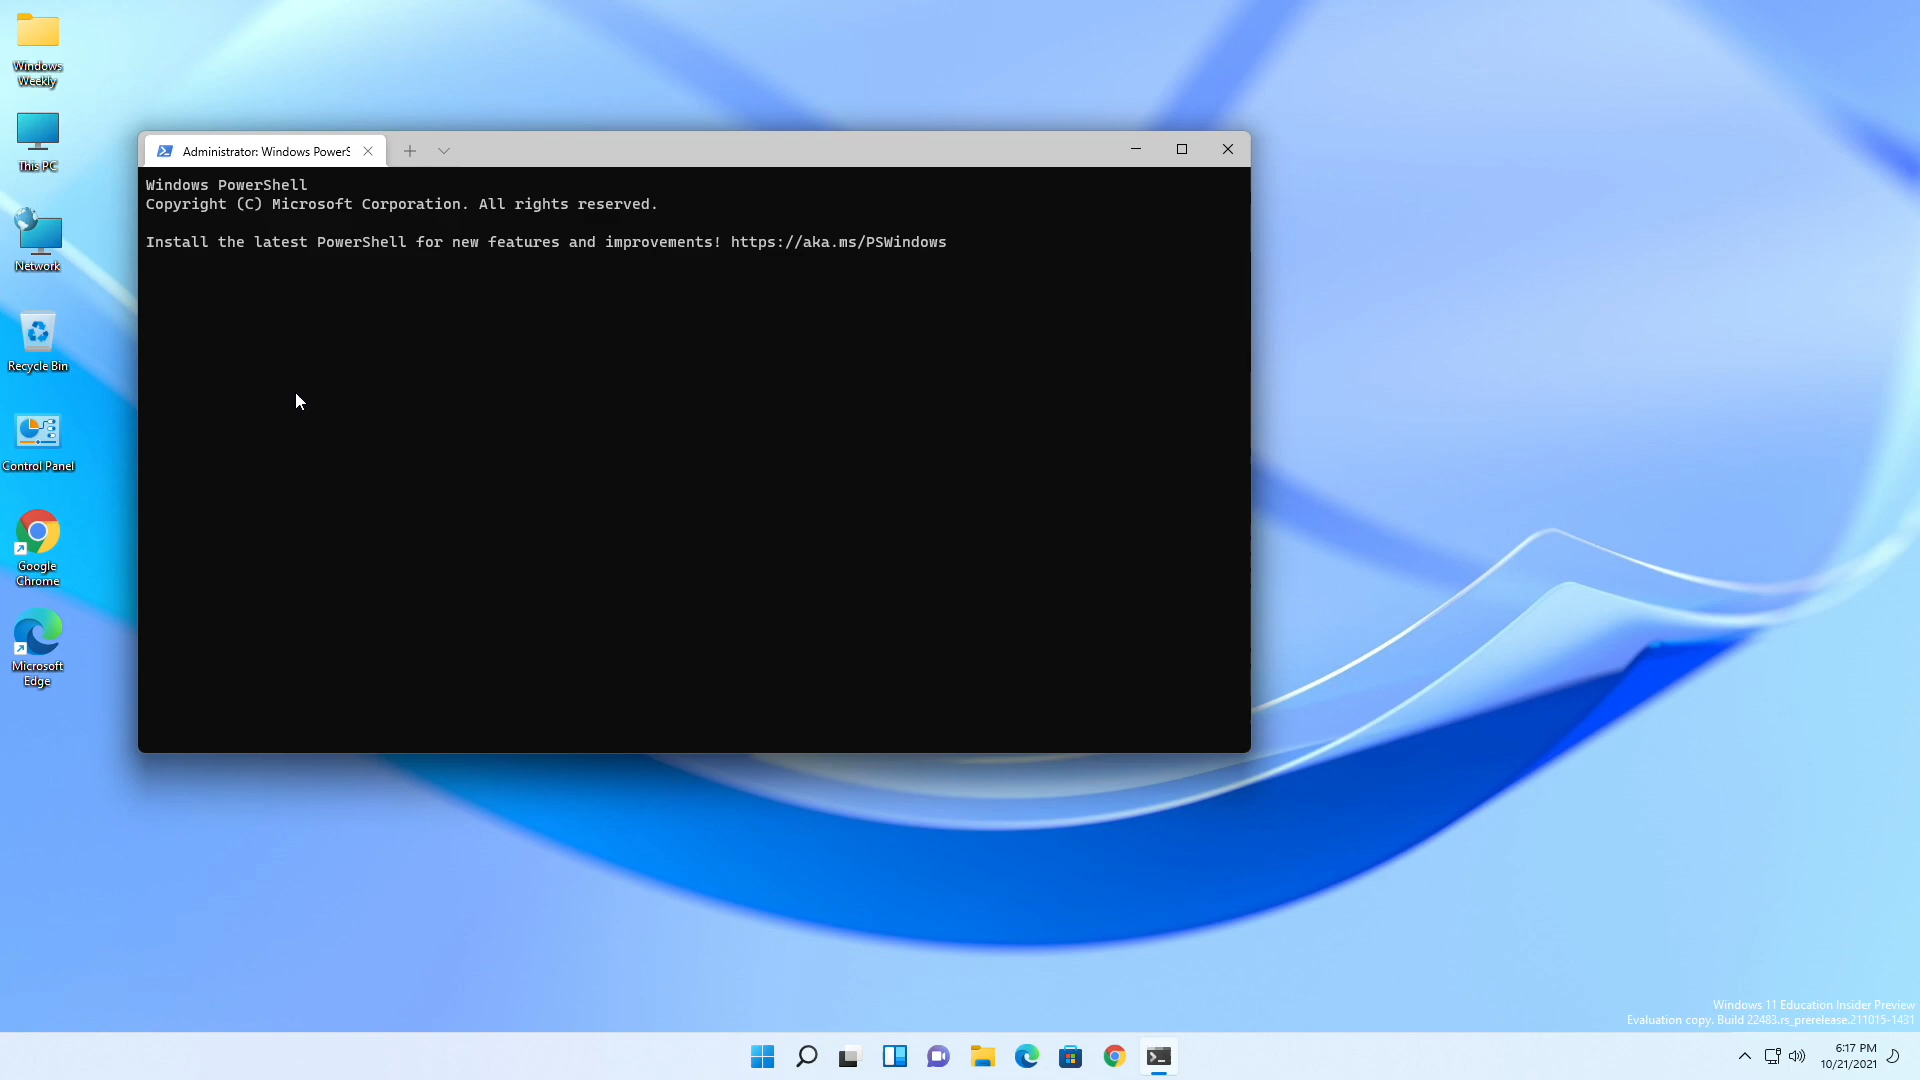 Windows
Weekly
This PC
Network
Recycle Bin
Control Panel
Google
Chrome
Microsoft
Edge
Administrator: Windows PowerS
Windows PowerShell
Copyright (C) Microsoft Corporation. All rights reserved.
Install the latest PowerShell for new features and improvements! https://aka.ms/PSWindows
Windows 11 Education Insider Preview
Evaluation copy. Build 22483.rs_prerelease.211015-1431
6:17 PM
10/21/2021